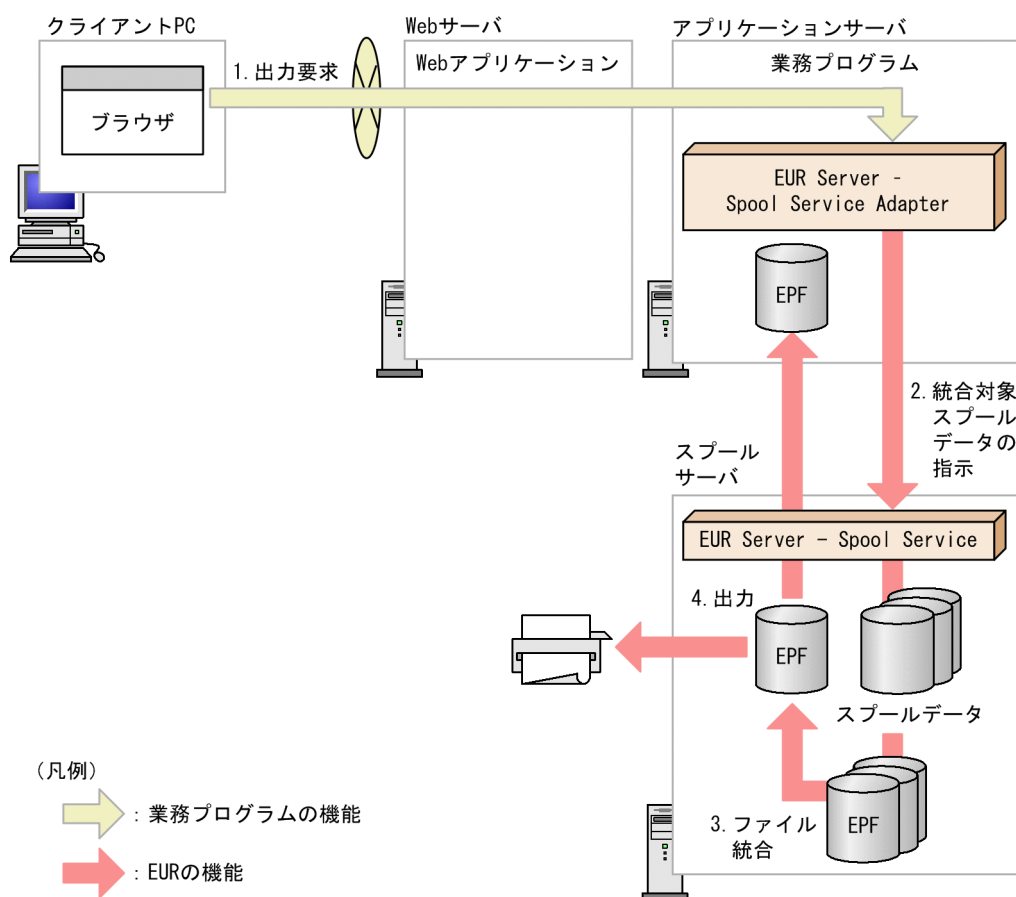 クライアントPC
Webサーバ
アプリケーションサーバ
1. 出力要求
Webアプリケーション
業務プログラム
ブラウザ
EUR Server -
Spool Service Adapter
EPF
2. 統合対象
スプール
データの
指示
スプール
サーバ
EUR Server − Spool Service
4. 出力
EPF
スプールデータ
3. ファイル
統合
EPF
(凡例)
: 業務プログラムの機能
: EURの機能